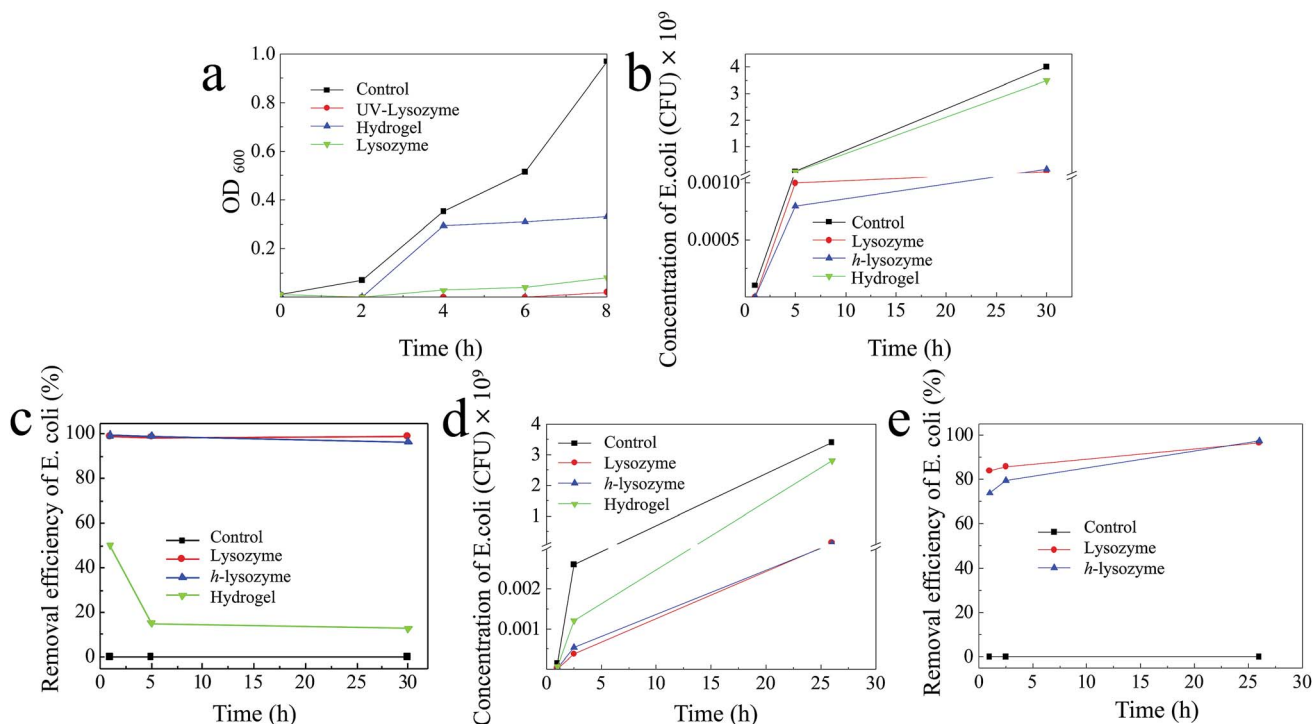 a
OD 600
1.0
0.8
0.6
0.4
0.2
0
2
4
6
8
Time (h)
Control
UV-Lysozyme
Hydrogel
Lysozyme
b
Concentration of E.coli (CFU) × 10⁹
4
3
2
1
0.0010
0.0005
0
5
10
15
20
25
30
Time (h)
Control
Lysozyme
h-lysozyme
Hydrogel
c
Removal efficiency of E. coli (%)
100
80
60
40
20
0
0
5
10
15
20
25
30
Time (h)
Control
Lysozyme
h-lysozyme
Hydrogel
d
Concentration of E.coli (CFU) × 10⁹
4
3
2
1
0.002
0.001
0
5
10
15
20
25
30
Time (h)
Control
Lysozyme
h-lysozyme
Hydrogel
e
Removal efficiency of E. coli (%)
100
80
60
40
20
0
0
5
10
15
20
25
30
Time (h)
Control
Lysozyme
h-lysozyme